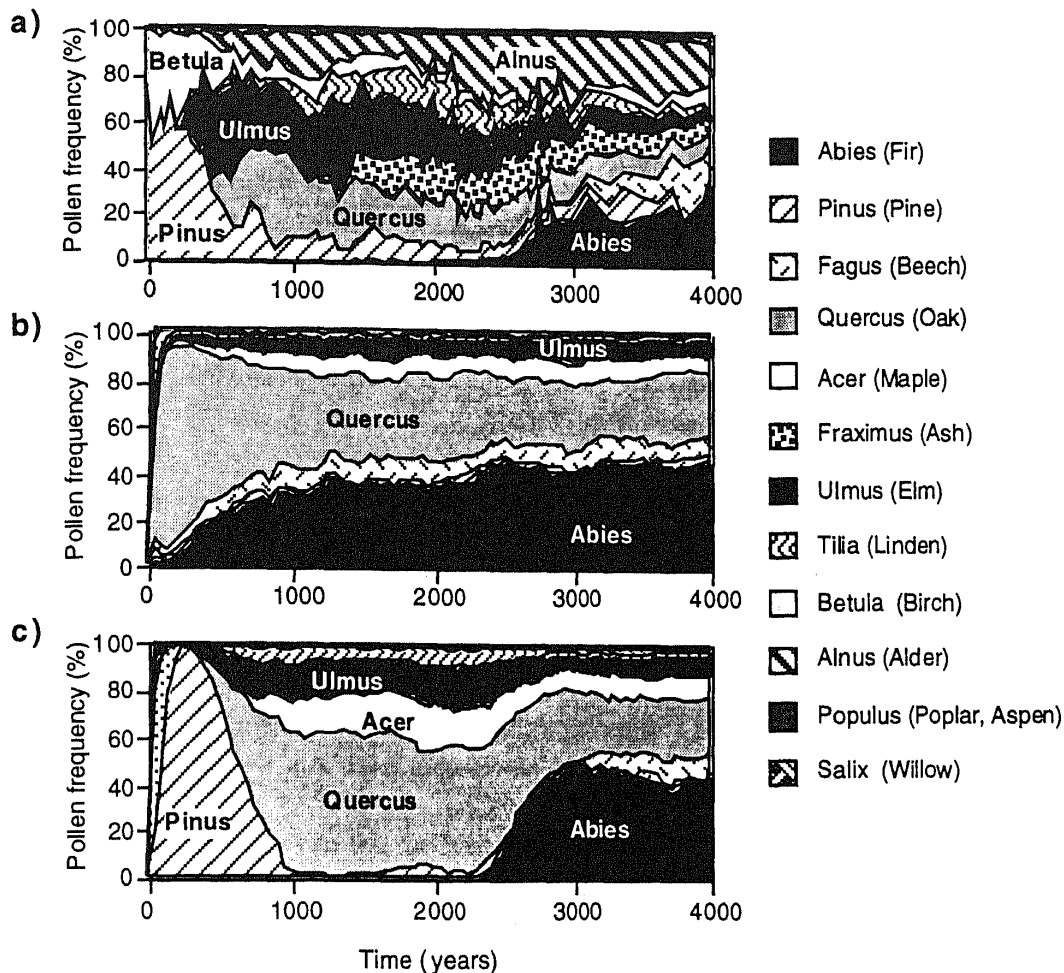 a)
Pollen frequency (%)
100
80
60
40
20
0
Betula
Alnus
Ulmus
Quercus
Pinus
Abies
0 1000 2000 3000 4000
b)
Pollen frequency (%)
100
80
60
40
20
0
Ulmus
Quercus
Abies
0 1000 2000 3000 4000
c)
Pollen frequency (%)
100
80
60
40
20
0
Ulmus
Acer
Quercus
Pinus
Abies
0 1000 2000 3000 4000
Time (years)
Abies (Fir)
Pinus (Pine)
Fagus (Beech)
Quercus (Oak)
Acer (Maple)
Fraximus (Ash)
Ulmus (Elm)
Tilia (Linden)
Betula (Birch)
Alnus (Alder)
Populus (Poplar, Aspen)
Salix (Willow)